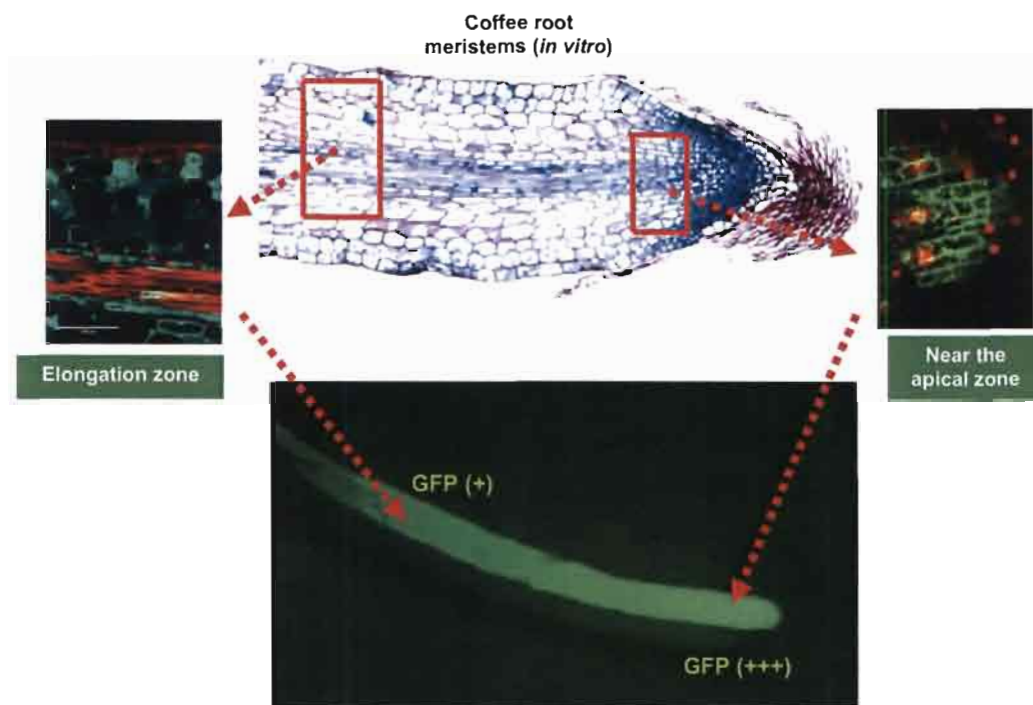 Coffee root
meristems (in vitro)
Elongation zone
Near the
apical zone
GFP (+)
GFP (+++)